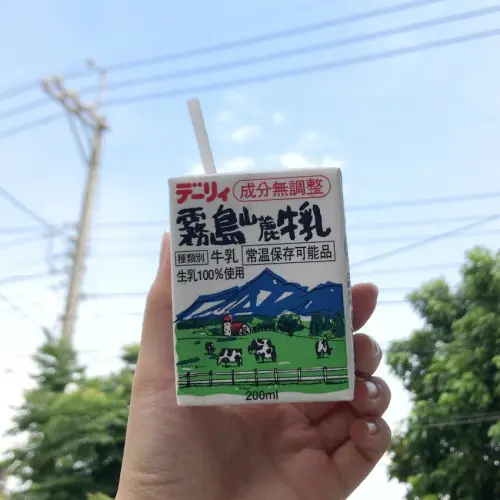 デーリィ 成分無調整
霧島山麓牛乳
種類別 牛乳 常温保存可能品
生乳100%使用
200ml